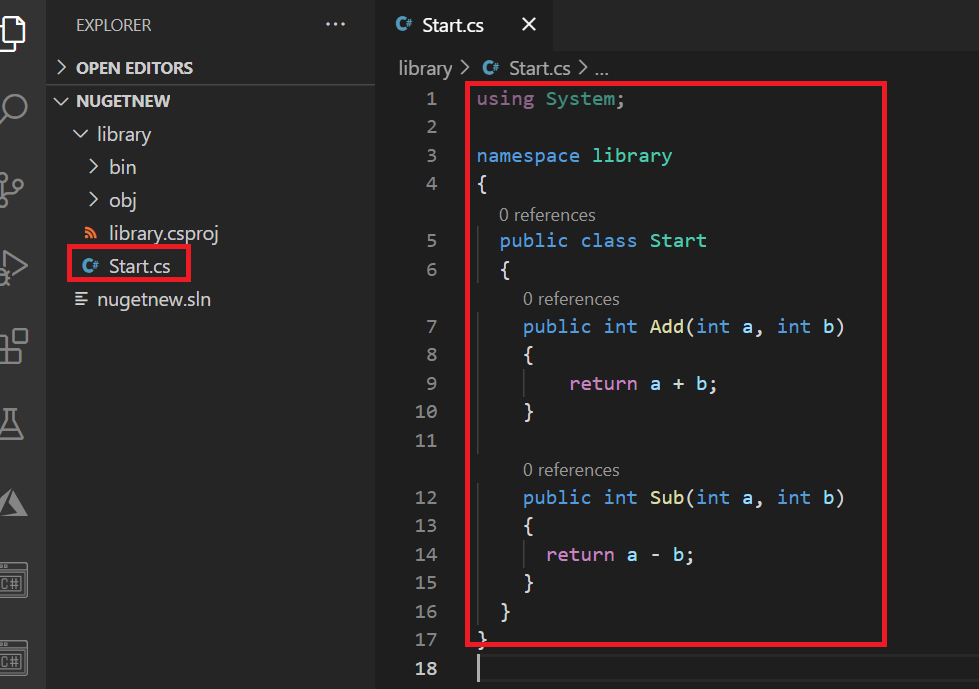 EXPLORER
···
OPEN EDITORS
NUGETNEW
library
bin
obj
library.csproj
C# Start.cs
nugetnew.sln
C#
C#
C# Start.cs ×
library > C# Start.cs > ...
1 using System;
2
3 namespace library
4 {
0 references
5 public class Start
6 {
0 references
7 public int Add(int a, int b)
8 {
9 return a + b;
10 }
11
0 references
12 public int Sub(int a, int b)
13 {
14 return a - b;
15 }
16 }
17 }
18